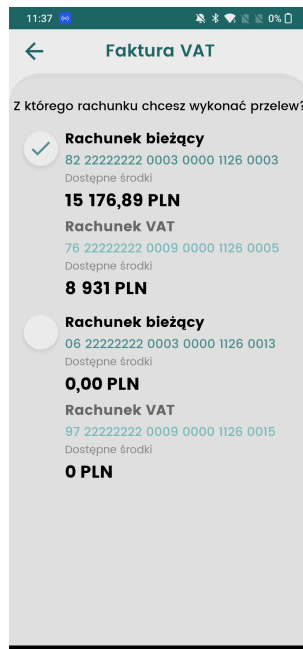 11:37 0%
Faktura VAT
Z którego rachunku chcesz wykonać przelew?
Rachunek bieżący
82 22222222 0003 0000 1126 0003
Dostępne środki
15 176,89 PLN
Rachunek VAT
76 22222222 0009 0000 1126 0005
Dostępne środki
8 931 PLN
Rachunek bieżący
06 22222222 0003 0000 1126 0013
Dostępne środki
0,00 PLN
Rachunek VAT
97 22222222 0009 0000 1126 0015
Dostępne środki
0 PLN